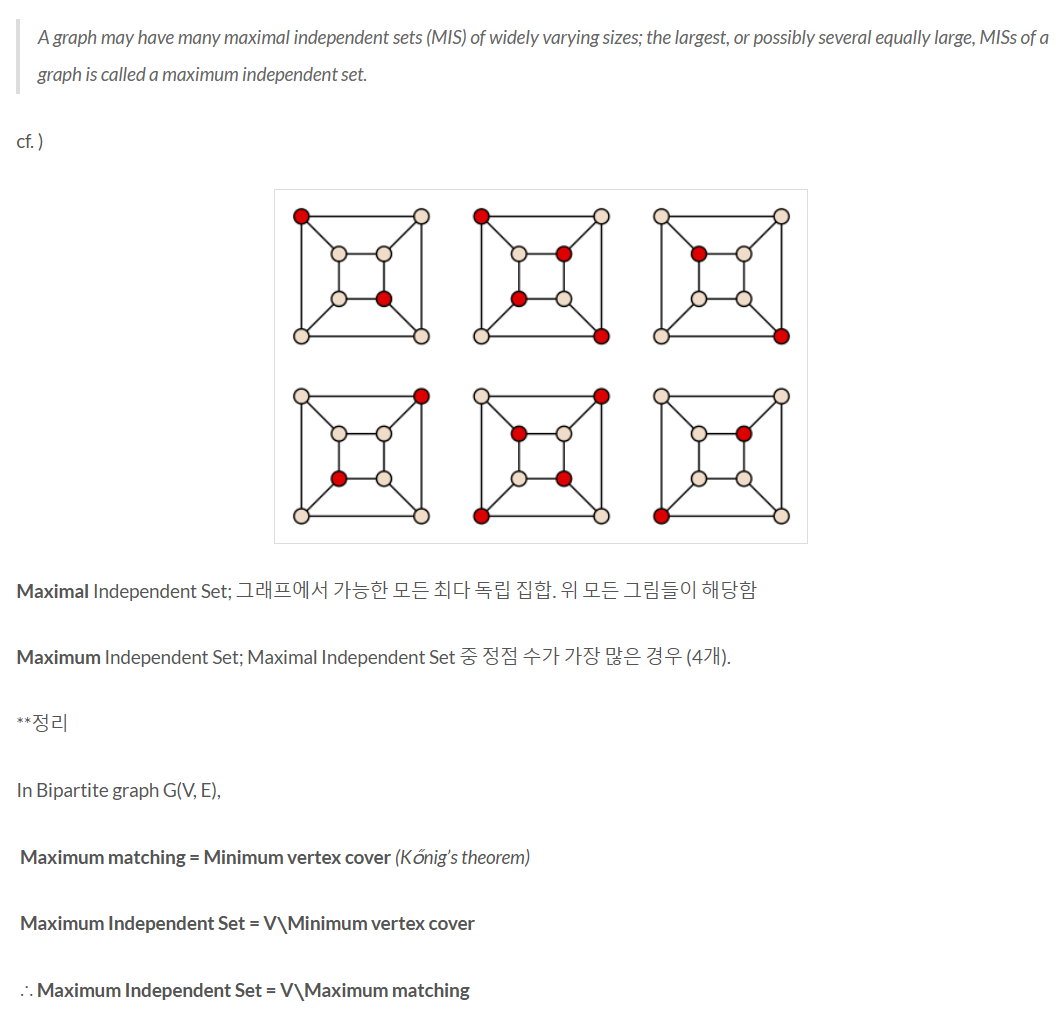 A graph may have many maximal independent sets (MIS) of widely varying sizes; the largest, or possibly several equally large, MISs of a
graph is called a maximum independent set.
cf. )
Maximal Independent Set; 그래프에서 가능한 모든 최다 독립 집합. 위 모든 그림들이 해당함
Maximum Independent Set; Maximal Independent Set 중 정점 수가 가장 많은 경우 (4개).
**정리
In Bipartite graph G(V, E),
Maximum matching = Minimum vertex cover (Kőnig's theorem)
Maximum Independent Set = V\Minimum vertex cover
∴ Maximum Independent Set = V\Maximum matching